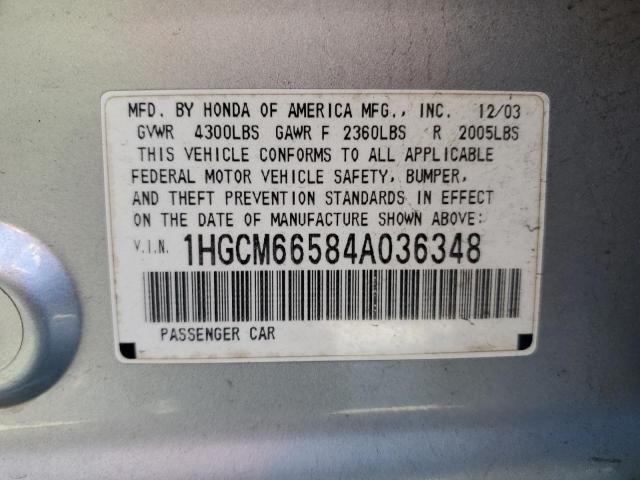 MFD. BY HONDA OF AMERICA MFG., INC. 12/03
GVWR 4300LBS GAWR F 2360LBS R 2005LBS
THIS VEHICLE CONFORMS TO ALL APPLICABLE
FEDERAL MOTOR VEHICLE SAFETY, BUMPER,
AND THEFT PREVENTION STANDARDS IN EFFECT
ON THE DATE OF MANUFACTURE SHOWN ABOVE:
V.I.N. 1HGCM66584A036348
PASSENGER CAR